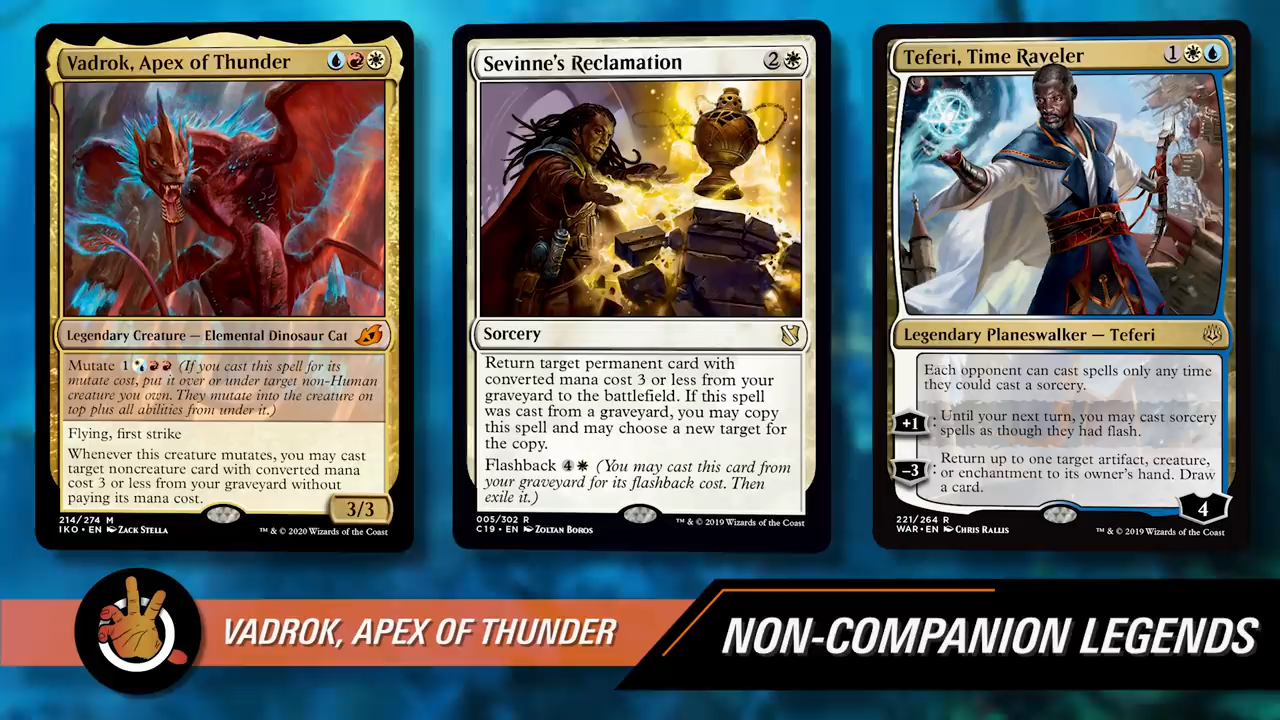 Vadrok, Apex of Thunder
Legendary Creature — Elemental Dinosaur Cat
Mutate 1 (If you cast this spell for its
mutate cost, put it over or under target non-Human
creature you own. They mutate into the creature on
top plus all abilities from under it.)
Flying, first strike
Whenever this creature mutates, you may cast
target noncreature card with converted mana
cost 3 or less from your graveyard without
paying its mana cost.
3/3
214/274 M
IKO • EN Zack Stella
™ & © 2020 Wizards of the Coast
Sevinne's Reclamation 2
Sorcery
Return target permanent card with
converted mana cost 3 or less from your
graveyard to the battlefield. If this spell
was cast from a graveyard, you may copy
this spell and may choose a new target for
the copy.
Flashback 4 (You may cast this card from
your graveyard for its flashback cost. Then
exile it.)
005/302 R
C19 • EN Zoltan Boros
™ & © 2019 Wizards of the Coast
Teferi, Time Raveler 1
Legendary Planeswalker — Teferi
Each opponent can cast spells only any time
they could cast a sorcery.
+1 : Until your next turn, you may cast sorcery
spells as though they had flash.
-3 : Return up to one target artifact, creature,
or enchantment to its owner's hand. Draw
a card.
4
221/264 R
WAR • EN Chris Rallis
™ & © 2019 Wizards of the Coast
VADROK, APEX OF THUNDER
NON-COMPANION LEGENDS